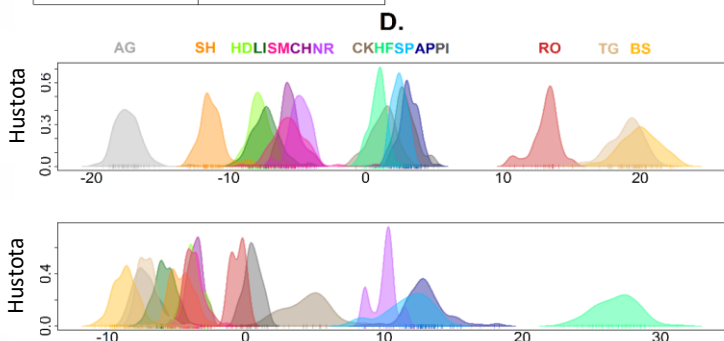 D.
AG SH HDLISMCHNR CKHFSPAPPI RO TG BS
Hustota
0.6
0.3
0.0
-20 -10 0 10 20
Hustota
0.4
0.0
-10 0 10 20 30